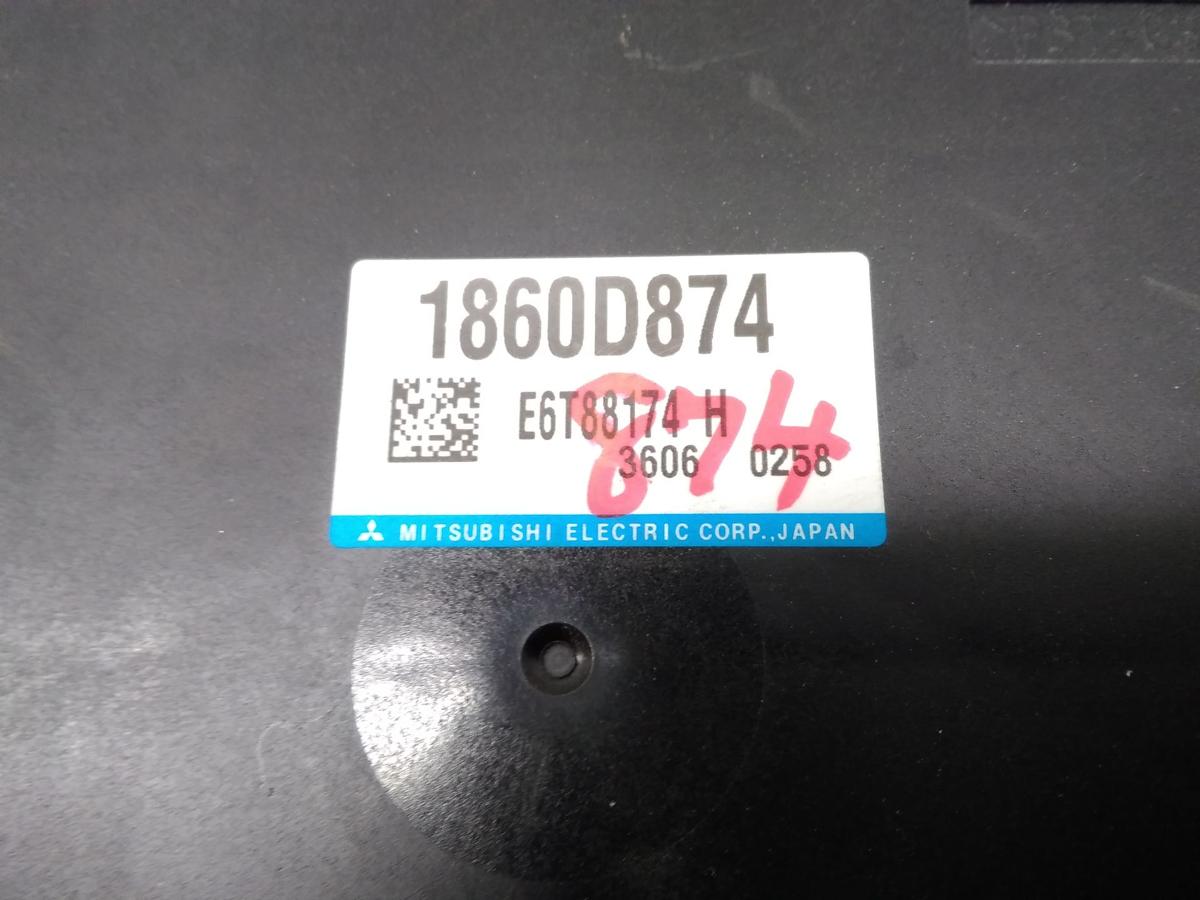 1860D874
E6T88174 H
874
3606 0258
MITSUBISHI ELECTRIC CORP.,JAPAN